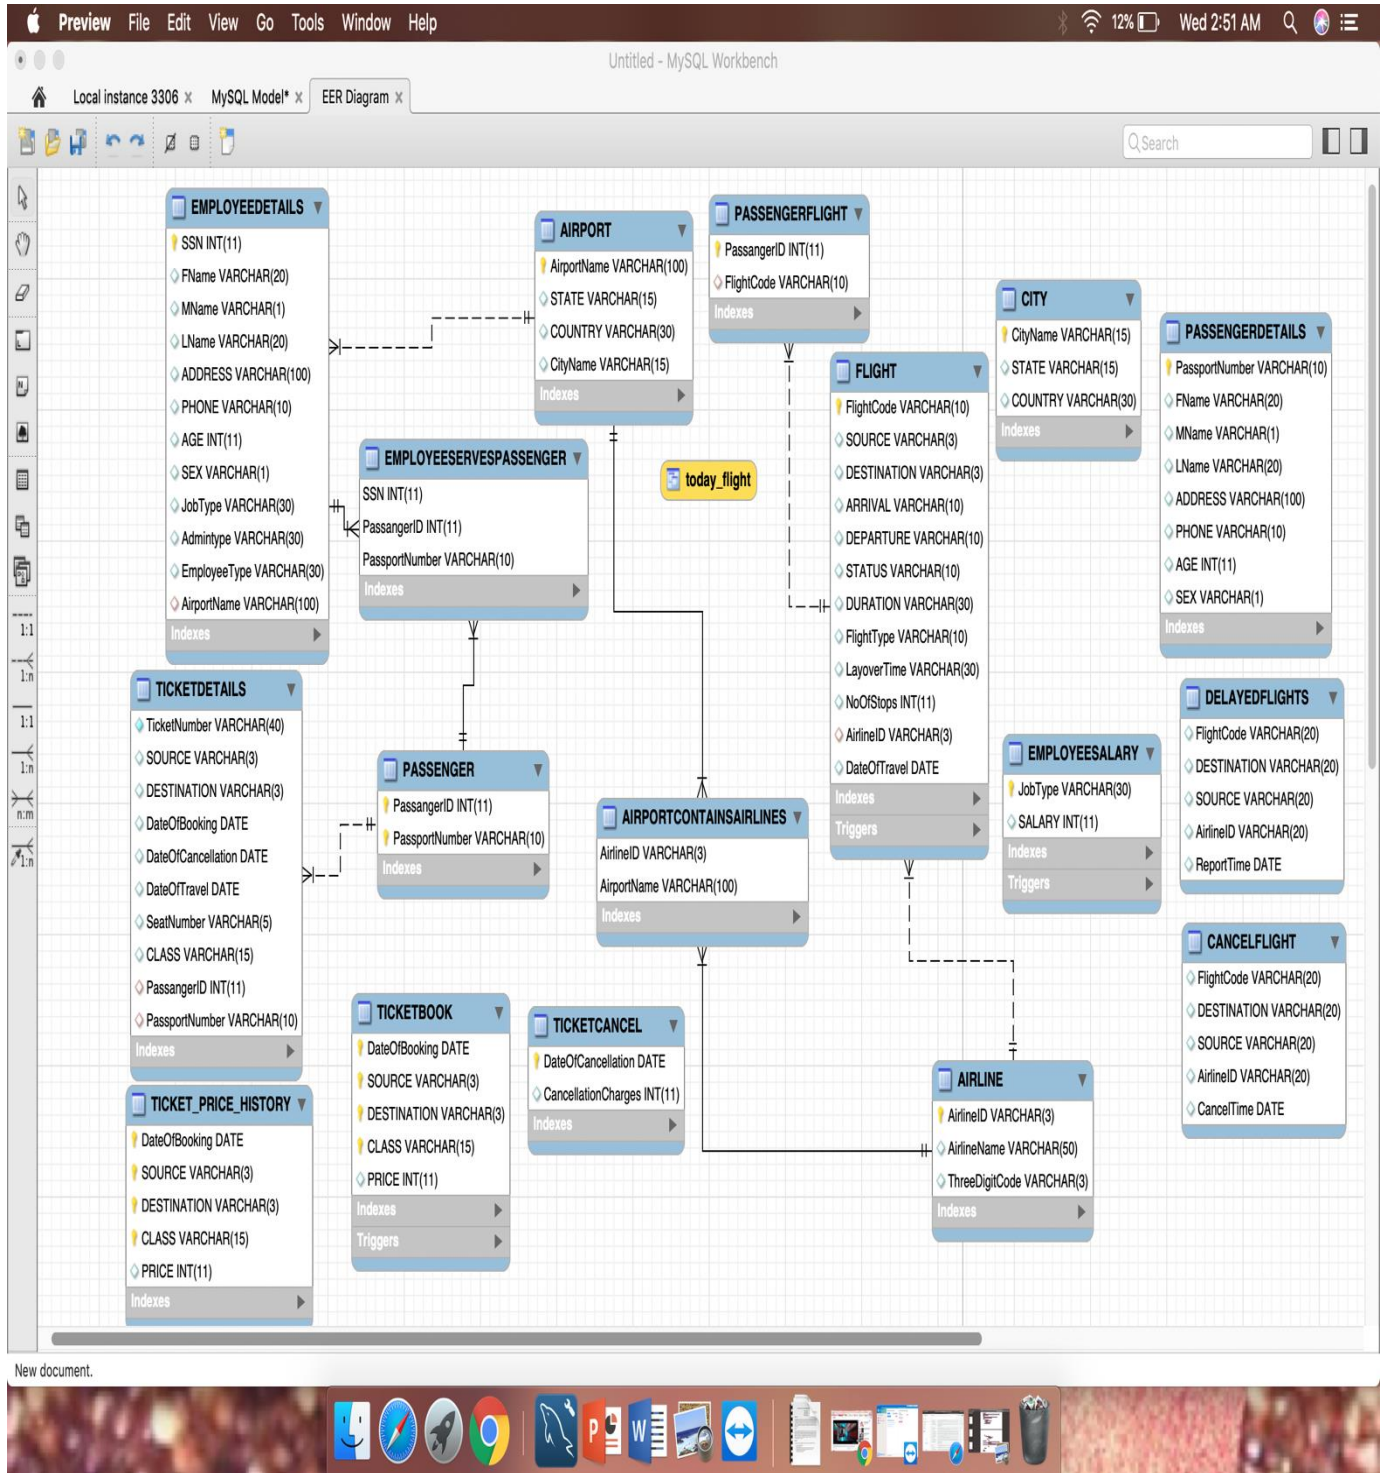 Preview File Edit View Go Tools Window Help 12% Wed 2:51 AM
Untitled - MySQL Workbench
Local instance 3306 × MySQL Model* × EER Diagram ×
Search
1:1
1:n
1:1
1:n
n:m
1:n
EMPLOYEEDETAILS
SSN INT(11)
FName VARCHAR(20)
MName VARCHAR(1)
LName VARCHAR(20)
ADDRESS VARCHAR(100)
PHONE VARCHAR(10)
AGE INT(11)
SEX VARCHAR(1)
JobType VARCHAR(30)
Admintype VARCHAR(30)
EmployeeType VARCHAR(30)
AirportName VARCHAR(100)
Indexes
AIRPORT
AirportName VARCHAR(100)
STATE VARCHAR(15)
COUNTRY VARCHAR(30)
CityName VARCHAR(15)
Indexes
PASSENGERFLIGHT
PassangerID INT(11)
FlightCode VARCHAR(10)
Indexes
CITY
CityName VARCHAR(15)
STATE VARCHAR(15)
COUNTRY VARCHAR(30)
Indexes
PASSENGERDETAILS
PassportNumber VARCHAR(10)
FName VARCHAR(20)
MName VARCHAR(1)
LName VARCHAR(20)
ADDRESS VARCHAR(100)
PHONE VARCHAR(10)
AGE INT(11)
SEX VARCHAR(1)
Indexes
FLIGHT
FlightCode VARCHAR(10)
SOURCE VARCHAR(3)
DESTINATION VARCHAR(3)
ARRIVAL VARCHAR(10)
DEPARTURE VARCHAR(10)
STATUS VARCHAR(10)
DURATION VARCHAR(30)
FlightType VARCHAR(10)
LayoverTime VARCHAR(30)
NoOfStops INT(11)
AirlineID VARCHAR(3)
DateOfTravel DATE
Indexes
Triggers
EMPLOYEESERVESPASSENGER
SSN INT(11)
PassangerID INT(11)
PassportNumber VARCHAR(10)
Indexes
today_flight
TICKETDETAILS
TicketNumber VARCHAR(40)
SOURCE VARCHAR(3)
DESTINATION VARCHAR(3)
DateOfBooking DATE
DateOfCancellation DATE
DateOfTravel DATE
SeatNumber VARCHAR(5)
CLASS VARCHAR(15)
PassangerID INT(11)
PassportNumber VARCHAR(10)
Indexes
PASSENGER
PassangerID INT(11)
PassportNumber VARCHAR(10)
Indexes
AIRPORTCONTAINSAIRLINES
AirlineID VARCHAR(3)
AirportName VARCHAR(100)
Indexes
EMPLOYEESALARY
JobType VARCHAR(30)
SALARY INT(11)
Indexes
Triggers
DELAYEDFLIGHTS
FlightCode VARCHAR(20)
DESTINATION VARCHAR(20)
SOURCE VARCHAR(20)
AirlineID VARCHAR(20)
ReportTime DATE
CANCELFLIGHT
FlightCode VARCHAR(20)
DESTINATION VARCHAR(20)
SOURCE VARCHAR(20)
AirlineID VARCHAR(20)
CancelTime DATE
TICKETBOOK
DateOfBooking DATE
SOURCE VARCHAR(3)
DESTINATION VARCHAR(3)
CLASS VARCHAR(15)
PRICE INT(11)
Indexes
Triggers
TICKETCANCEL
DateOfCancellation DATE
CancellationCharges INT(11)
Indexes
AIRLINE
AirlineID VARCHAR(3)
AirlineName VARCHAR(50)
ThreeDigitCode VARCHAR(3)
Indexes
TICKET_PRICE_HISTORY
DateOfBooking DATE
SOURCE VARCHAR(3)
DESTINATION VARCHAR(3)
CLASS VARCHAR(15)
PRICE INT(11)
Indexes
New document.
P
W